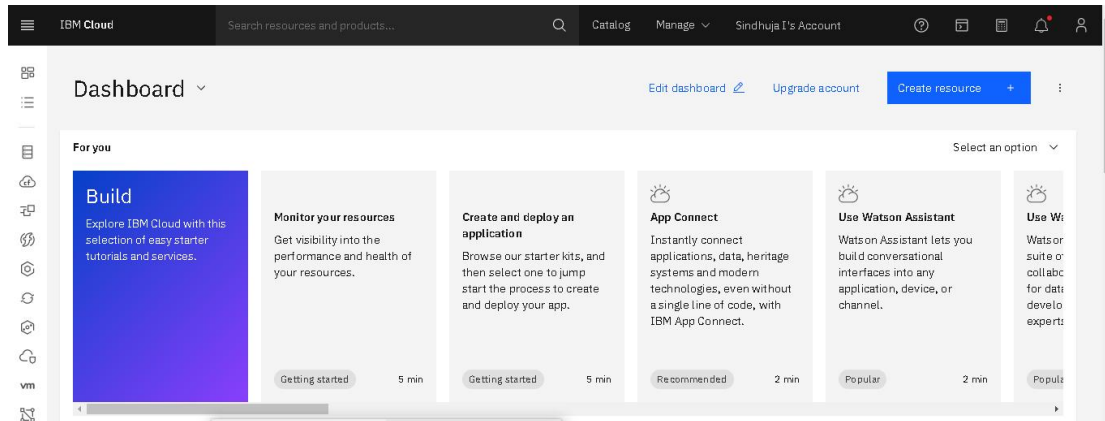 IBM Cloud Search resources and products... Catalog Manage Sindhuja I's Account
Dashboard Edit dashboard Upgrade account Create resource +
For you Select an option
Build
Explore IBM Cloud with this
selection of easy starter
tutorials and services.
Monitor your resources
Get visibility into the
performance and health of
your resources.
Getting started 5 min
Create and deploy an
application
Browse our starter kits, and
then select one to jump
start the process to create
and deploy your app.
Getting started 5 min
App Connect
Instantly connect
applications, data, heritage
systems and modern
technologies, even without
a single line of code, with
IBM App Connect.
Recommended 2 min
Use Watson Assistant
Watson Assistant lets you
build conversational
interfaces into any
application, device, or
channel.
Popular 2 min
Use
suite
for
cf
vm